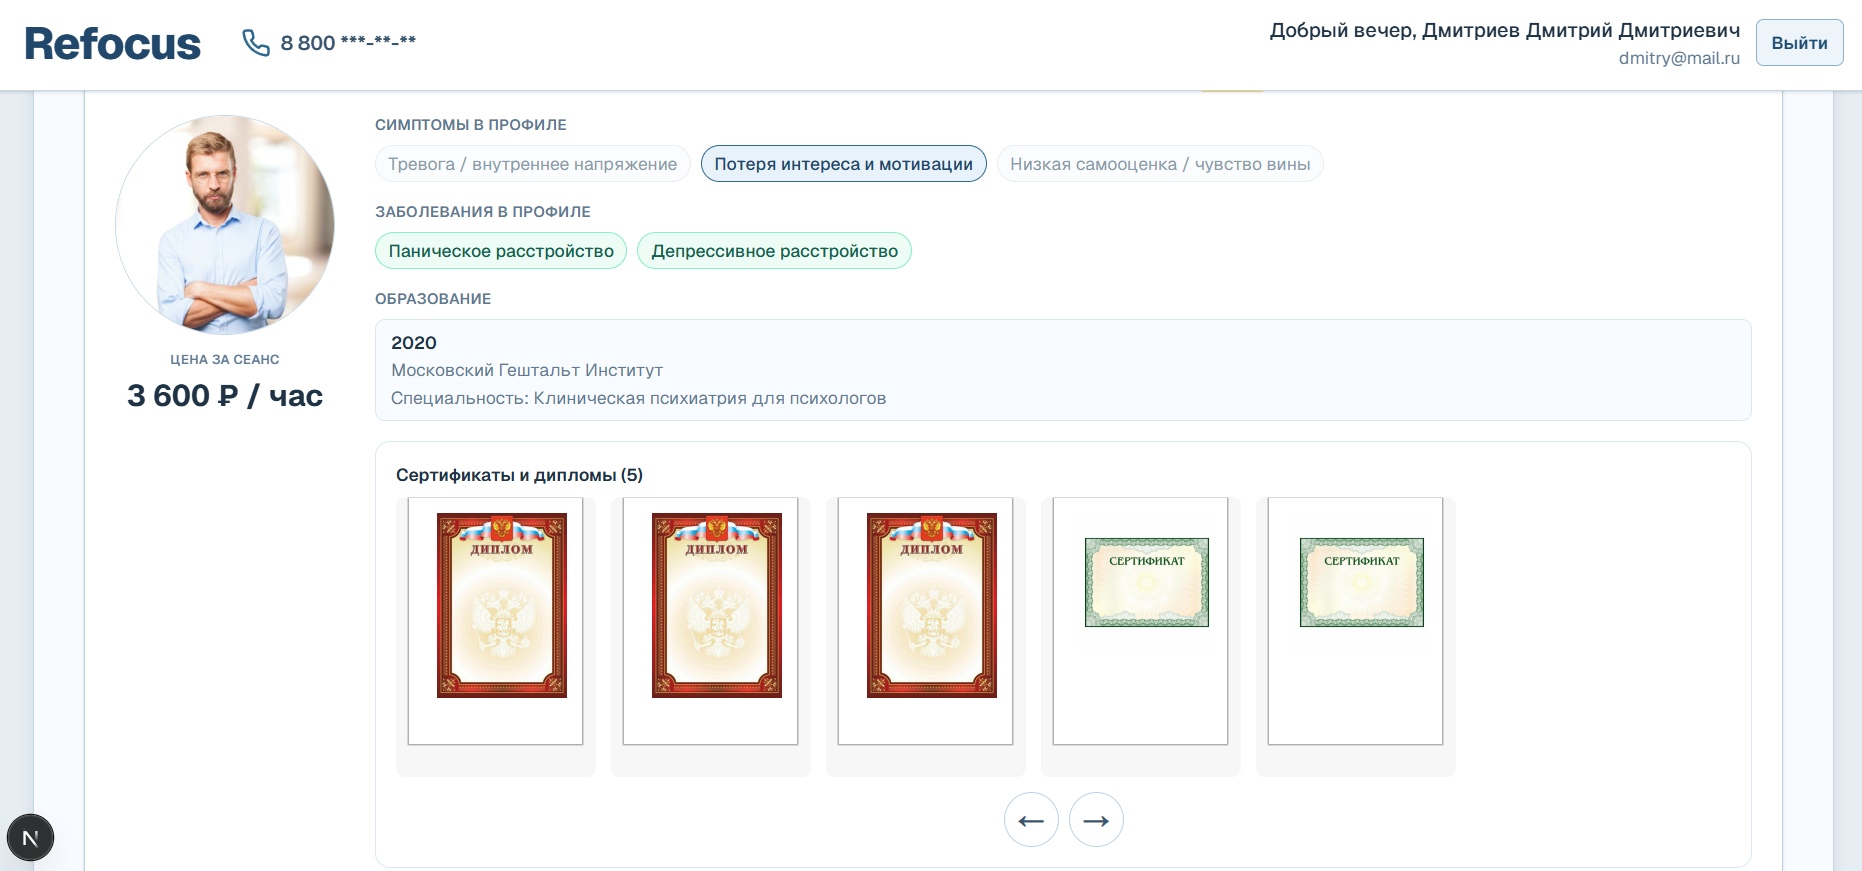 Refocus
8 800 ***-**-**
Добрый вечер, Дмитриев Дмитрий Дмитриевич
dmitry@mail.ru
Выйти
СИМПТОМЫ В ПРОФИЛЕ
Тревога / внутреннее напряжение
Потеря интереса и мотивации
Низкая самооценка / чувство вины
ЗАБОЛЕВАНИЯ В ПРОФИЛЕ
Паническое расстройство
Депрессивное расстройство
ОБРАЗОВАНИЕ
2020
Московский Гештальт Институт
Специальность: Клиническая психиатрия для психологов
ЦЕНА ЗА СЕАНС
3 600 ₽ / час
Сертификаты и дипломы (5)
ДИПЛОМ
ДИПЛОМ
ДИПЛОМ
СЕРТИФИКАТ
СЕРТИФИКАТ
N